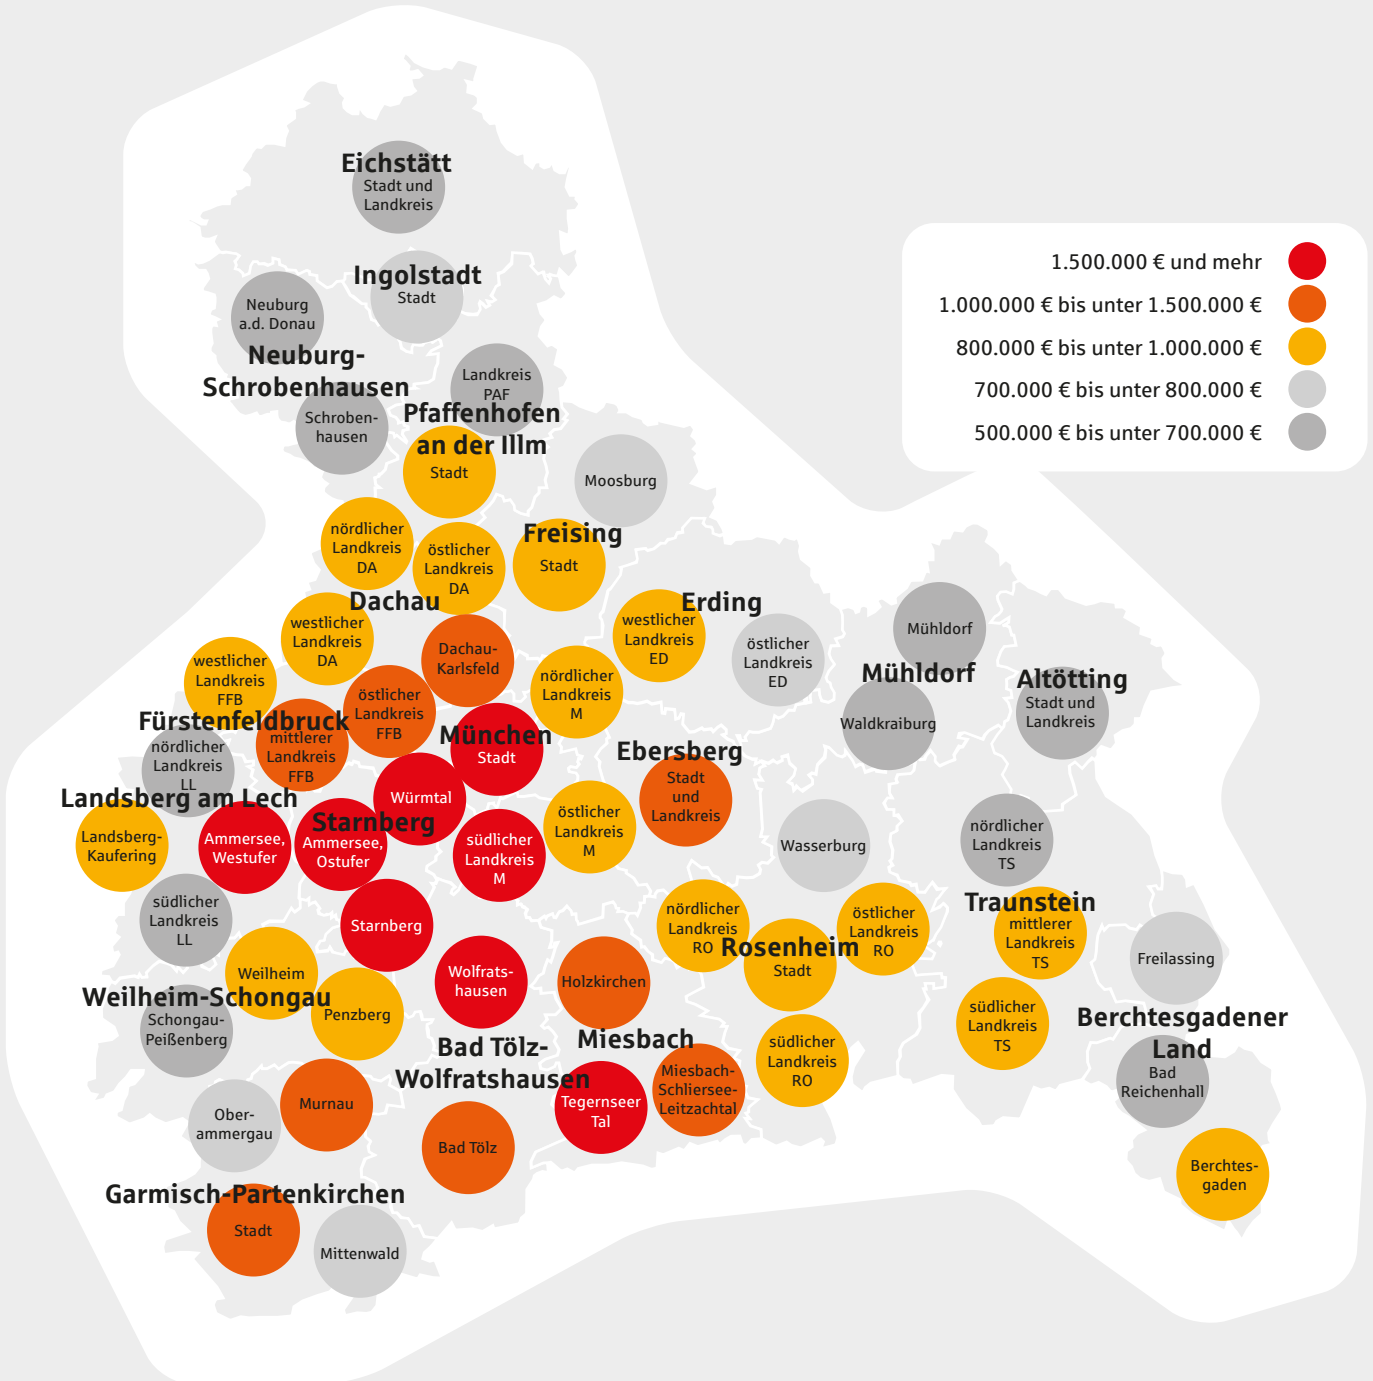 Eichstätt
Stadt und
Landkreis
Ingolstadt
Stadt
Neuburg
a.d. Donau
Neuburg-
Schrobenhausen
Schroben-
hausen
Landkreis
PAF
Pfaffenhofen
an der Illm
Stadt
1.500.000 € und mehr
1.000.000 € bis unter 1.500.000 €
800.000 € bis unter 1.000.000 €
700.000 € bis unter 800.000 €
500.000 € bis unter 700.000 €
Moosburg
Freising
Stadt
nördlicher
Landkreis
DA
östlicher
Landkreis
DA
Dachau
westlicher
Landkreis
DA
Dachau-
Karlsfeld
Erding
westlicher
Landkreis
ED
östlicher
Landkreis
ED
Mühldorf
Mühldorf
Waldkraiburg
Altötting
Stadt und
Landkreis
westlicher
Landkreis
FFB
Fürstenfeldbruck
mittlerer
Landkreis
FFB
östlicher
Landkreis
FFB
nördlicher
Landkreis
M
München
Stadt
Würmtal
südlicher
Landkreis
M
östlicher
Landkreis
M
Ebersberg
Stadt
und
Landkreis
nördlicher
Landkreis
LL
Landsberg am Lech
Landsberg-
Kaufering
Ammersee,
Westufer
südlicher
Landkreis
LL
Starnberg
Ammersee,
Ostufer
Starnberg
Wasserburg
nördlicher
Landkreis
RO
Rosenheim
Stadt
östlicher
Landkreis
RO
südlicher
Landkreis
RO
nördlicher
Landkreis
TS
Traunstein
mittlerer
Landkreis
TS
südlicher
Landkreis
TS
Freilassing
Berchtesgadener
Land
Bad
Reichenhall
Berchtes-
gaden
Weilheim
Weilheim-Schongau
Schongau-
Peißenberg
Penzberg
Wolfrats-
hausen
Bad Tölz-
Wolfratshausen
Bad Tölz
Holzkirchen
Miesbach
Tegernseer
Tal
Miesbach-
Schliersee-
Leitzachtal
Ober-
ammergau
Murnau
Garmisch-Partenkirchen
Stadt
Mittenwald